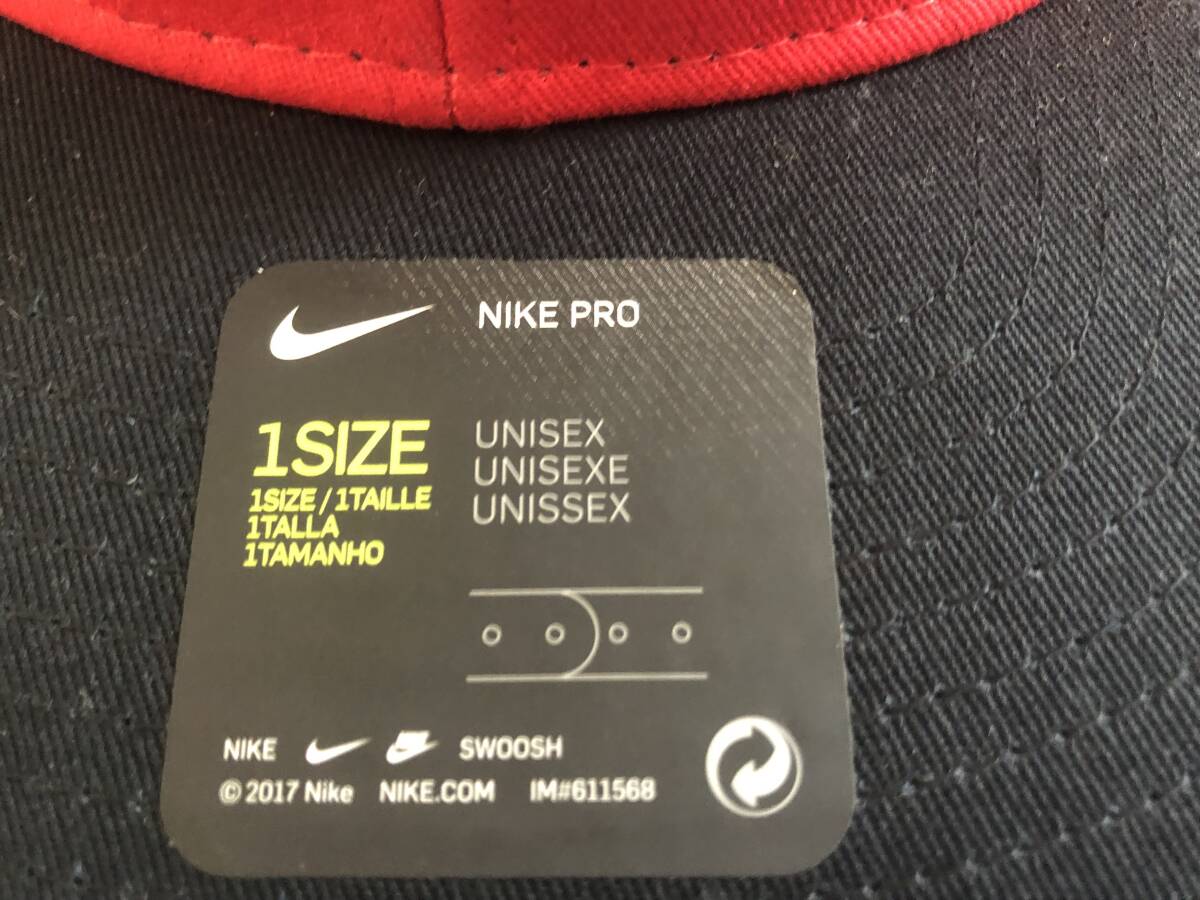 NIKE PRO
1SIZE
1SIZE / 1TAILLE
1TALLA
1TAMANHO
UNISEX
UNISEXE
UNISSEX
NIKE SWOOSH
© 2017 Nike NIKE.COM IM#611568